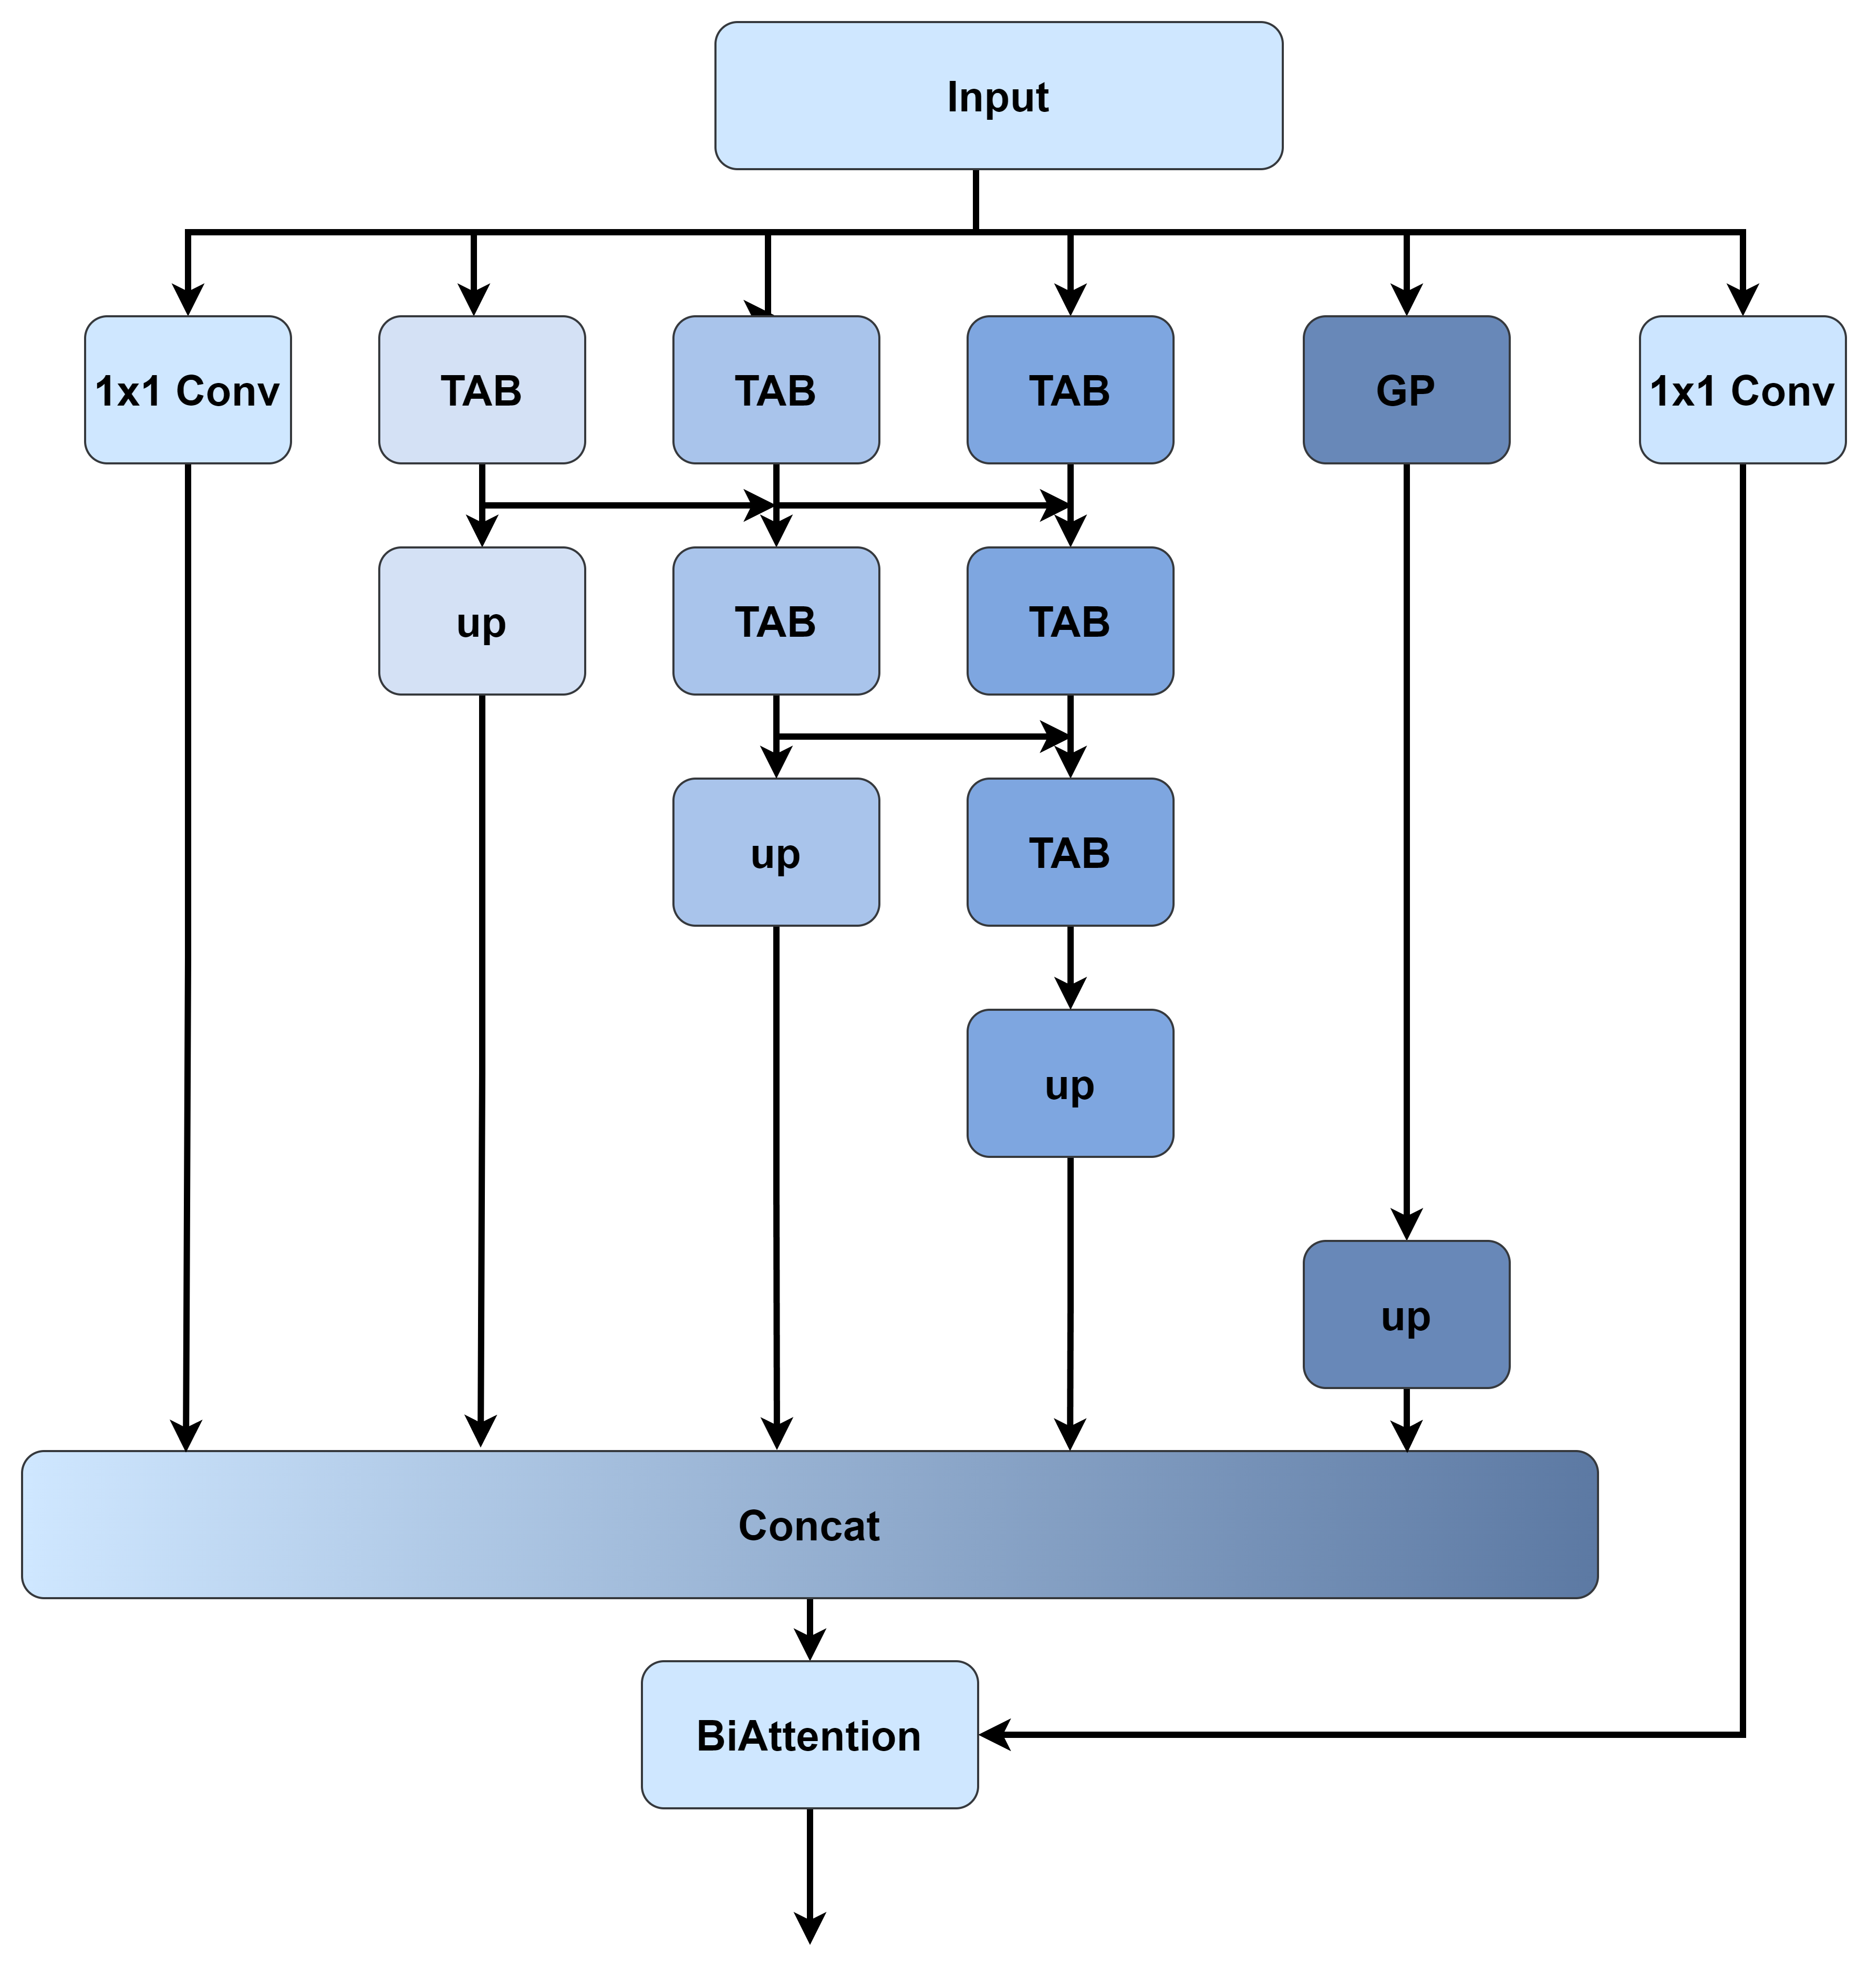 Input
1x1 Conv
TAB
TAB
TAB
GP
1x1 Conv
up
TAB
TAB
up
TAB
up
up
Concat
BiAttention